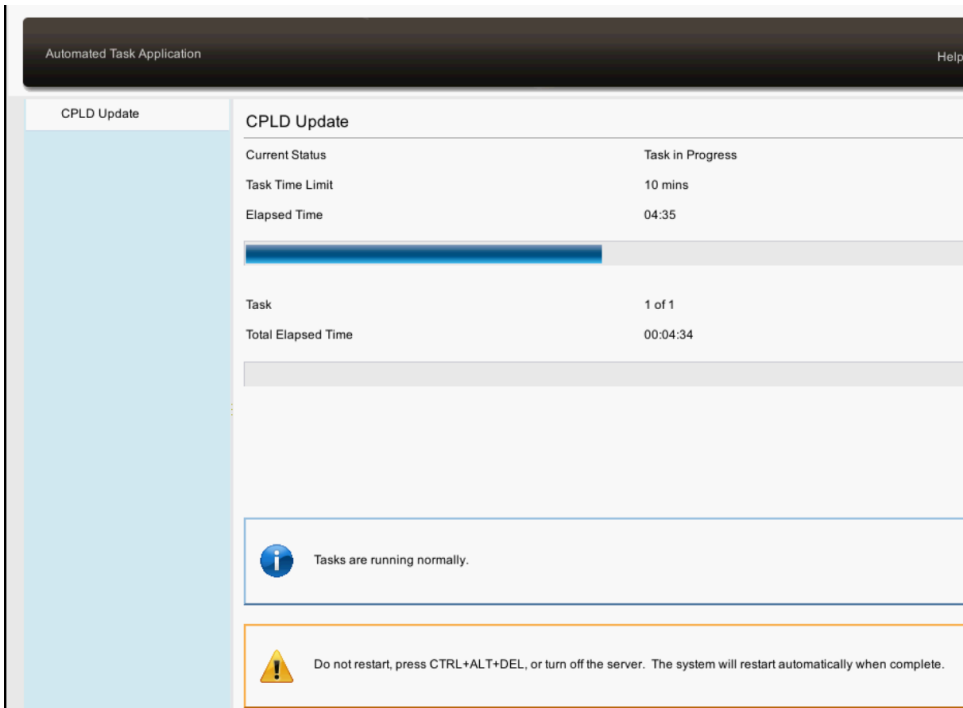 Automated Task Application
Help
CPLD Update
CPLD Update
Current Status Task in Progress
Task Time Limit 10 mins
Elapsed Time 04:35
Task 1 of 1
Total Elapsed Time 00:04:34
Tasks are running normally.
Do not restart, press CTRL+ALT+DEL, or turn off the server. The system will restart automatically when complete.